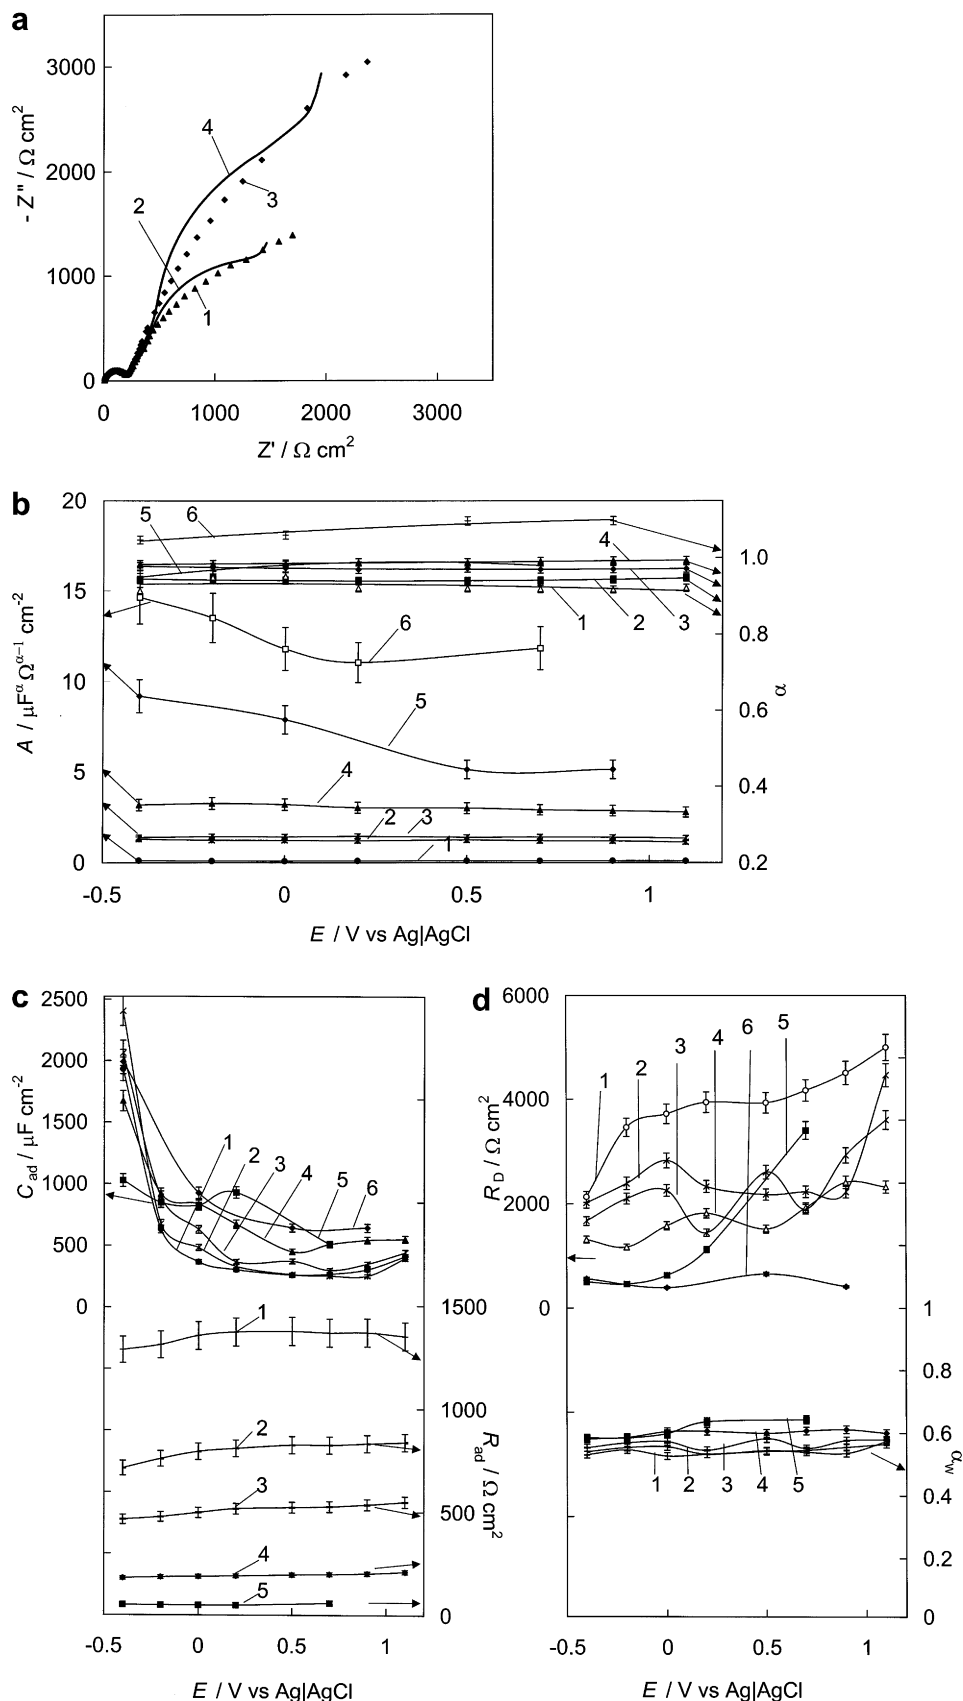 a
3000
2000
1000
0
- Z" / Ω cm²
4
3
2
1
0 1000 2000 3000
Z' / Ω cm²
b
20
15
10
5
0
A / μF^α Ω^α−1 cm⁻²
5 6
4
1 2 3
6
5
4
2 3
1
1.0
0.8
0.6
0.4
0.2
α
-0.5 0 0.5 1
E / V vs Ag|AgCl
c
2500
2000
1500
1000
500
0
C_ad / μF cm⁻²
1 2 3 4 5 6
1
2
3
4
5
1500
1000
500
0
R_ad / Ω cm²
-0.5 0 0.5 1
E / V vs Ag|AgCl
d
6000
4000
2000
0
R_D / Ω cm²
1 2 3 4 6 5
1 2 3 4 5
1
0.8
0.6
0.4
0.2
0
α_w
-0.5 0 0.5 1
E / V vs Ag|AgCl